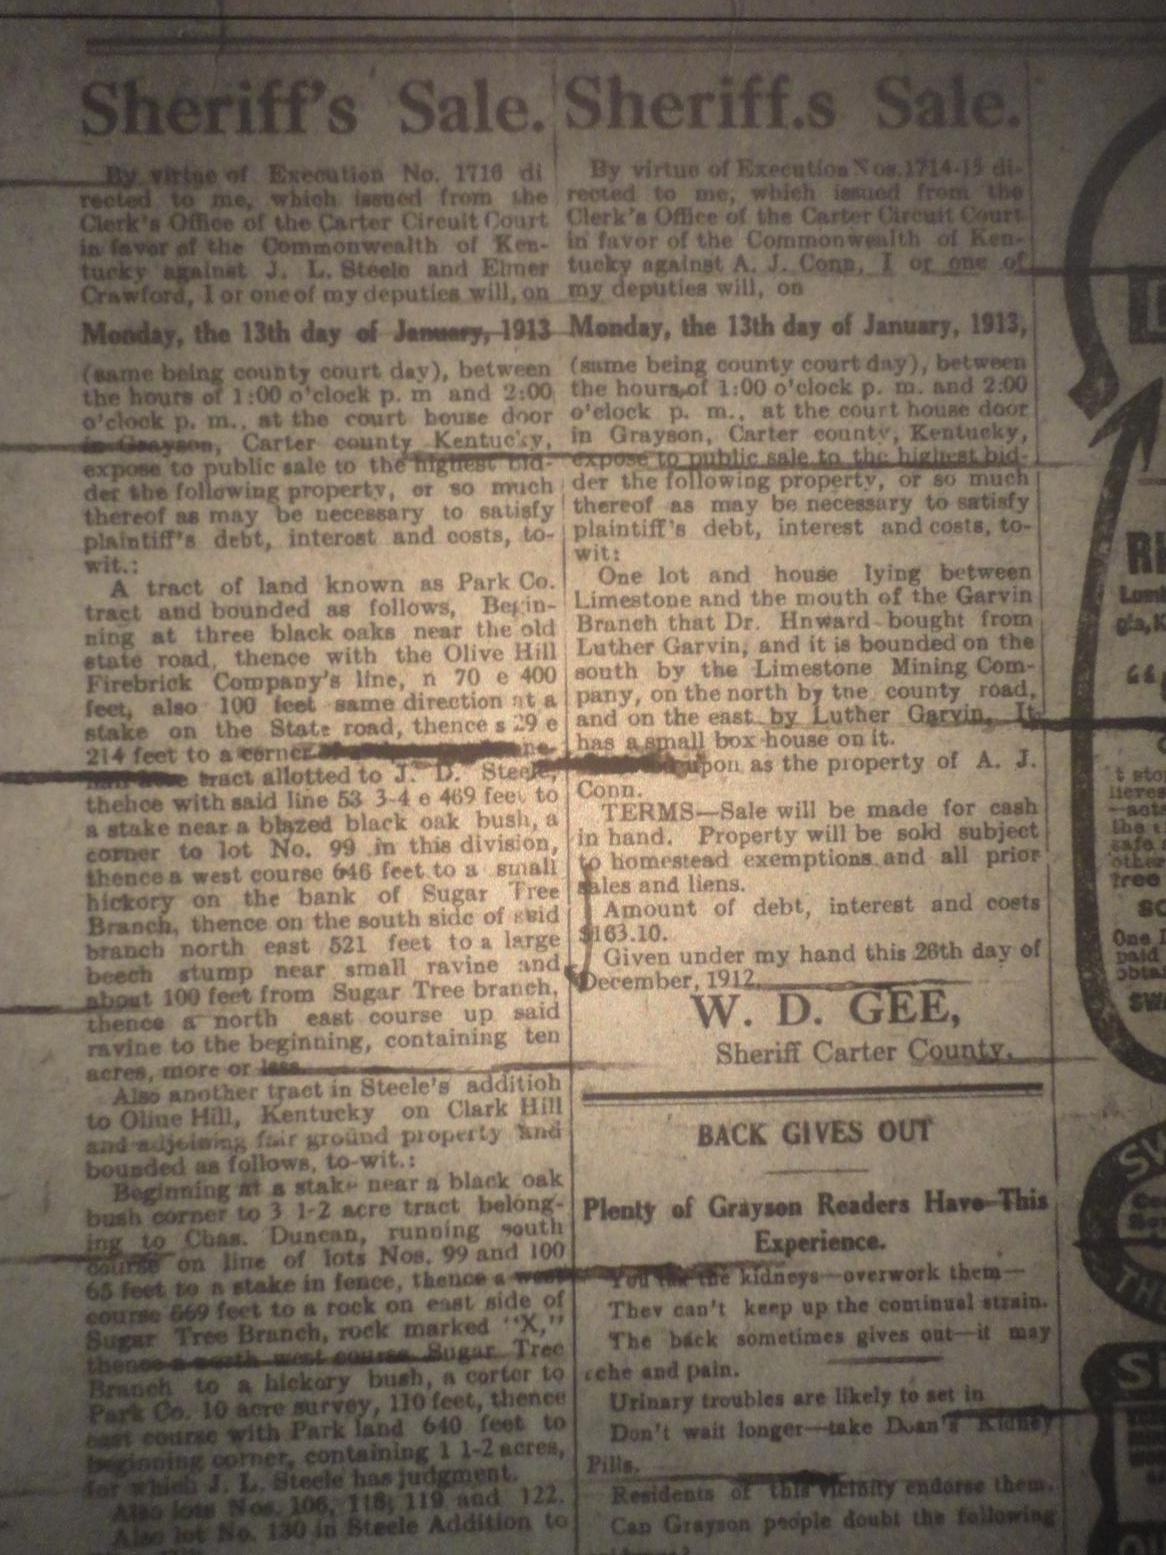 Sheriff's Sale.
By virtue of Execution No. 1716 di
rected to me, which issued from the
Clerk's Office of the Carter Circuit Court
in favor of the Commonwealth of Ken-
tucky against J. L. Steele and Elmer
Crawford, I or one of my deputies will, on
Monday, the 13th day of January, 1913
(same being county court day), between
the hours of 1:00 o'clock p. m and 2:00
o'clock p. m., at the court house door
in Grayson, Carter county Kentucky,
expose to public sale to the highest bid-
der the following property, or so much
thereof as may be necessary to satisfy
plaintiff's debt, interost and costs, to-
wit.:
A tract of land known as Park Co.
tract and bounded as follows, Begin-
ning at three black oaks near the old
state road, thence with the Olive Hill
Firebrick Company's line, n 70 e 400
feet, also 100 feet same direction at a
stake on the State road, thence s 29 e
214 feet to a corner
tract allotted to J. D. Steele,
thence with said line 53 3-4 e 469 feet to
a stake near a blazed black oak bush, a
corner to lot No. 99 in this division,
thence a west course 646 feet to a small
hickory on the bank of Sugar Tree
Branch, thence on the south side of said
branch north east 521 feet to a large
beech stump near small ravine and
about 100 feet from Sugar Tree branch,
thence a north east course up said
ravine to the beginning, containing ten
acres, more or less.
Also another tract in Steele's addition
to Olive Hill, Kentucky on Clark Hill
and adjoining fair ground property and
bounded as follows, to-wit.:
Beginning at a stake near a black oak
bush corner to 3 1-2 acre tract belong-
ing to Chas. Duncan, running south
course on line of lots Nos. 99 and 100
65 feet to a stake in fence, thence a west
course 669 feet to a rock on east side of
Sugar Tree Branch, rock marked "X,"
thence a north west course Sugar Tree
Branch to a hickory bush, a corter to
Park Co. 10 acre survey, 110 feet, thence
east course with Park land 640 feet to
beginning corner, containing 1 1-2 acres,
for which J. L. Steele has judgment.
Also lots Nos. 106, 118, 119 and 122.
Also lot No. 130 in Steele Addition to
Sheriff.s Sale.
By virtue of Execution Nos. 1714-15 di-
rected to me, which issued from the
Clerk's Office of the Carter Circuit Court
in favor of the Commonwealth of Ken-
tucky against A. J. Conn, I or one of
my deputies will, on
Monday, the 13th day of January, 1913,
(same being county court day), between
the hours of 1:00 o'clock p. m. and 2:00
o'clock p. m., at the court house door
in Grayson, Carter county, Kentucky,
expose to public sale to the highest bid-
der the following property, or so much
thereof as may be necessary to satisfy
plaintiff's debt, interest and costs, to-
wit:
One lot and house lying between
Limestone and the mouth of the Garvin
Branch that Dr. Hnward bought from
Luther Garvin, and it is bounded on the
south by the Limestone Mining Com-
pany, on the north by tne county road,
and on the east by Luther Garvin. It
has a small box house on it.
upon as the property of A. J.
Conn.
TERMS—Sale will be made for cash
in hand. Property will be sold subject
to homestead exemptions and all prior
sales and liens.
Amount of debt, interest and costs
$163.10.
Given under my hand this 26th day of
December, 1912.
W. D. GEE,
Sheriff Carter County.
BACK GIVES OUT
Plenty of Grayson Readers Have This
Experience.
You the kidneys—overwork them—
They can't keep up the continual strain.
The back sometimes gives out—it may
ache and pain.
Urinary troubles are likely to set in
Don't wait longer—take Doan's Kidney
Pills.
Residents of this vicinity endorse them.
Can Grayson people doubt the following